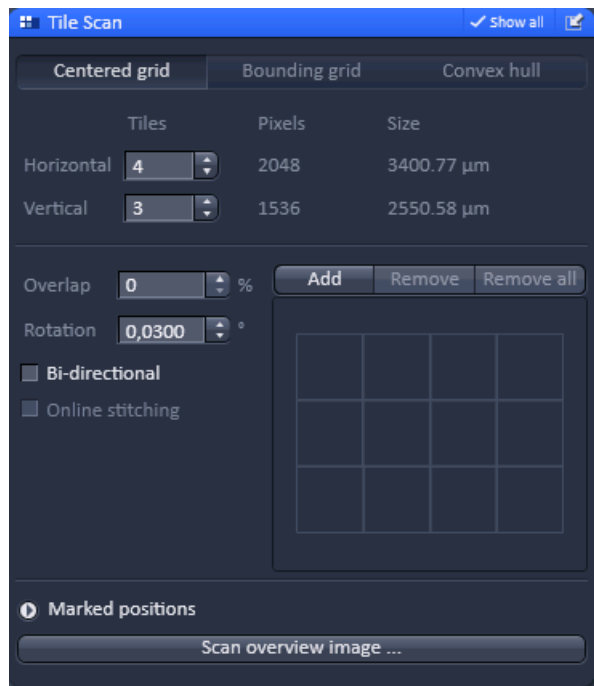 Tile Scan ✓ Show all
Centered grid Bounding grid Convex hull
Tiles Pixels Size
Horizontal 4 2048 3400.77 µm
Vertical 3 1536 2550.58 µm
Overlap 0 % Add Remove Remove all
Rotation 0,0300 °
Bi-directional
Online stitching
Marked positions
Scan overview image ...